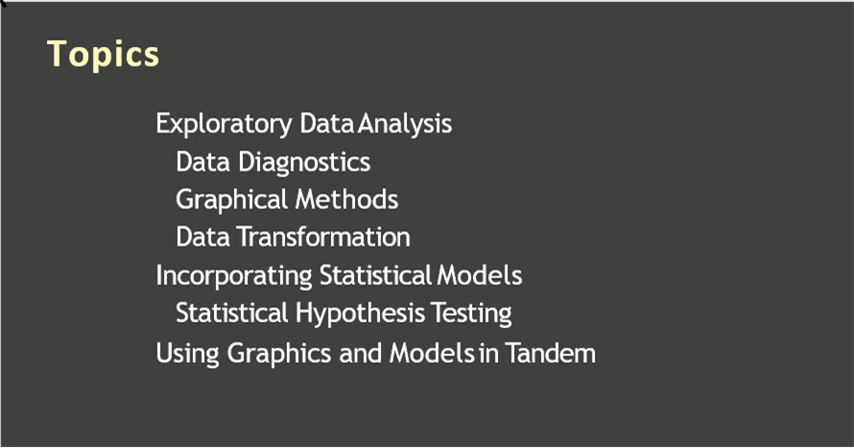 Topics
Exploratory Data Analysis
Data Diagnostics
Graphical Methods
Data Transformation
Incorporating Statistical Models
Statistical Hypothesis Testing
Using Graphics and Models in Tandem